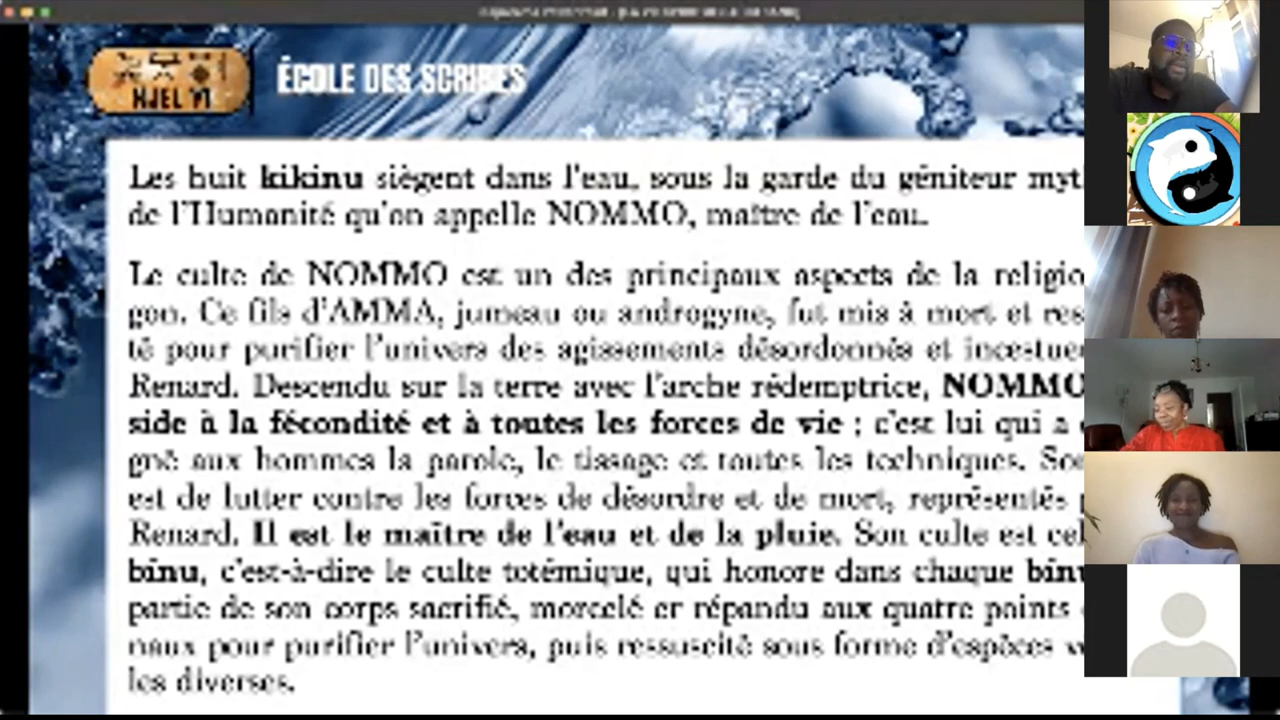 NJEL YI
ÉCOLE DES SCRIBES
Les huit kikinu siègent dans l'eau, sous la garde du géniteur myt
de l'Humanité qu'on appelle NOMMO, maître de l'eau.
Le culte de NOMMO est un des principaux aspects de la religio
gon. Ce fils d'AMMA, jumeau ou androgyne, fut mis à mort et res
té pour purifier l'univers des agissements désordonnés et incestue
Renard. Descendu sur la terre avec l'arche rédemptrice, NOMMO
side à la fécondité et à toutes les forces de vie ; c'est lui qui a
gné aux hommes la parole, le tissage et toutes les techniques. Son
est de lutter contre les forces de désordre et de mort, représentés
Renard. Il est le maître de l'eau et de la pluie. Son culte est cel
binu, c'est-à-dire le culte totémique, qui honore dans chaque binu
partie de son corps sacrifié, morcelé er répandu aux quatre points
naux pour purifier l'univers, puis ressuscité sous forme d'espèces v
les diverses.